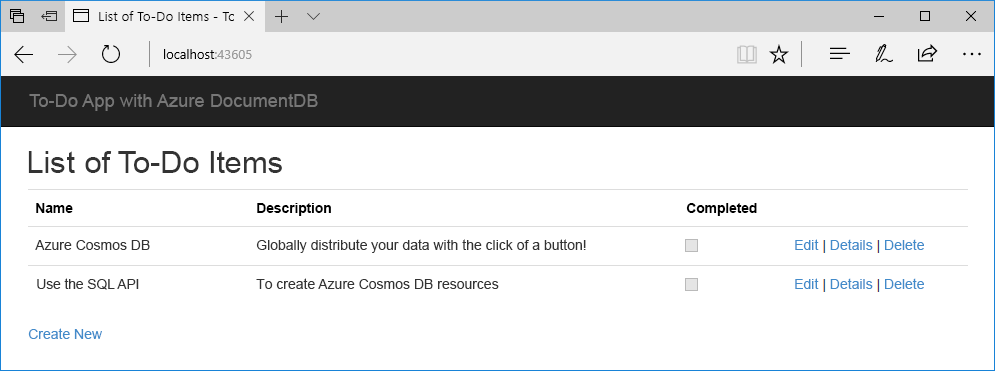 List of To-Do Items - Tc
localhost:43605
To-Do App with Azure DocumentDB
List of To-Do Items
Name Description Completed
Azure Cosmos DB Globally distribute your data with the click of a button! Edit | Details | Delete
Use the SQL API To create Azure Cosmos DB resources Edit | Details | Delete
Create New